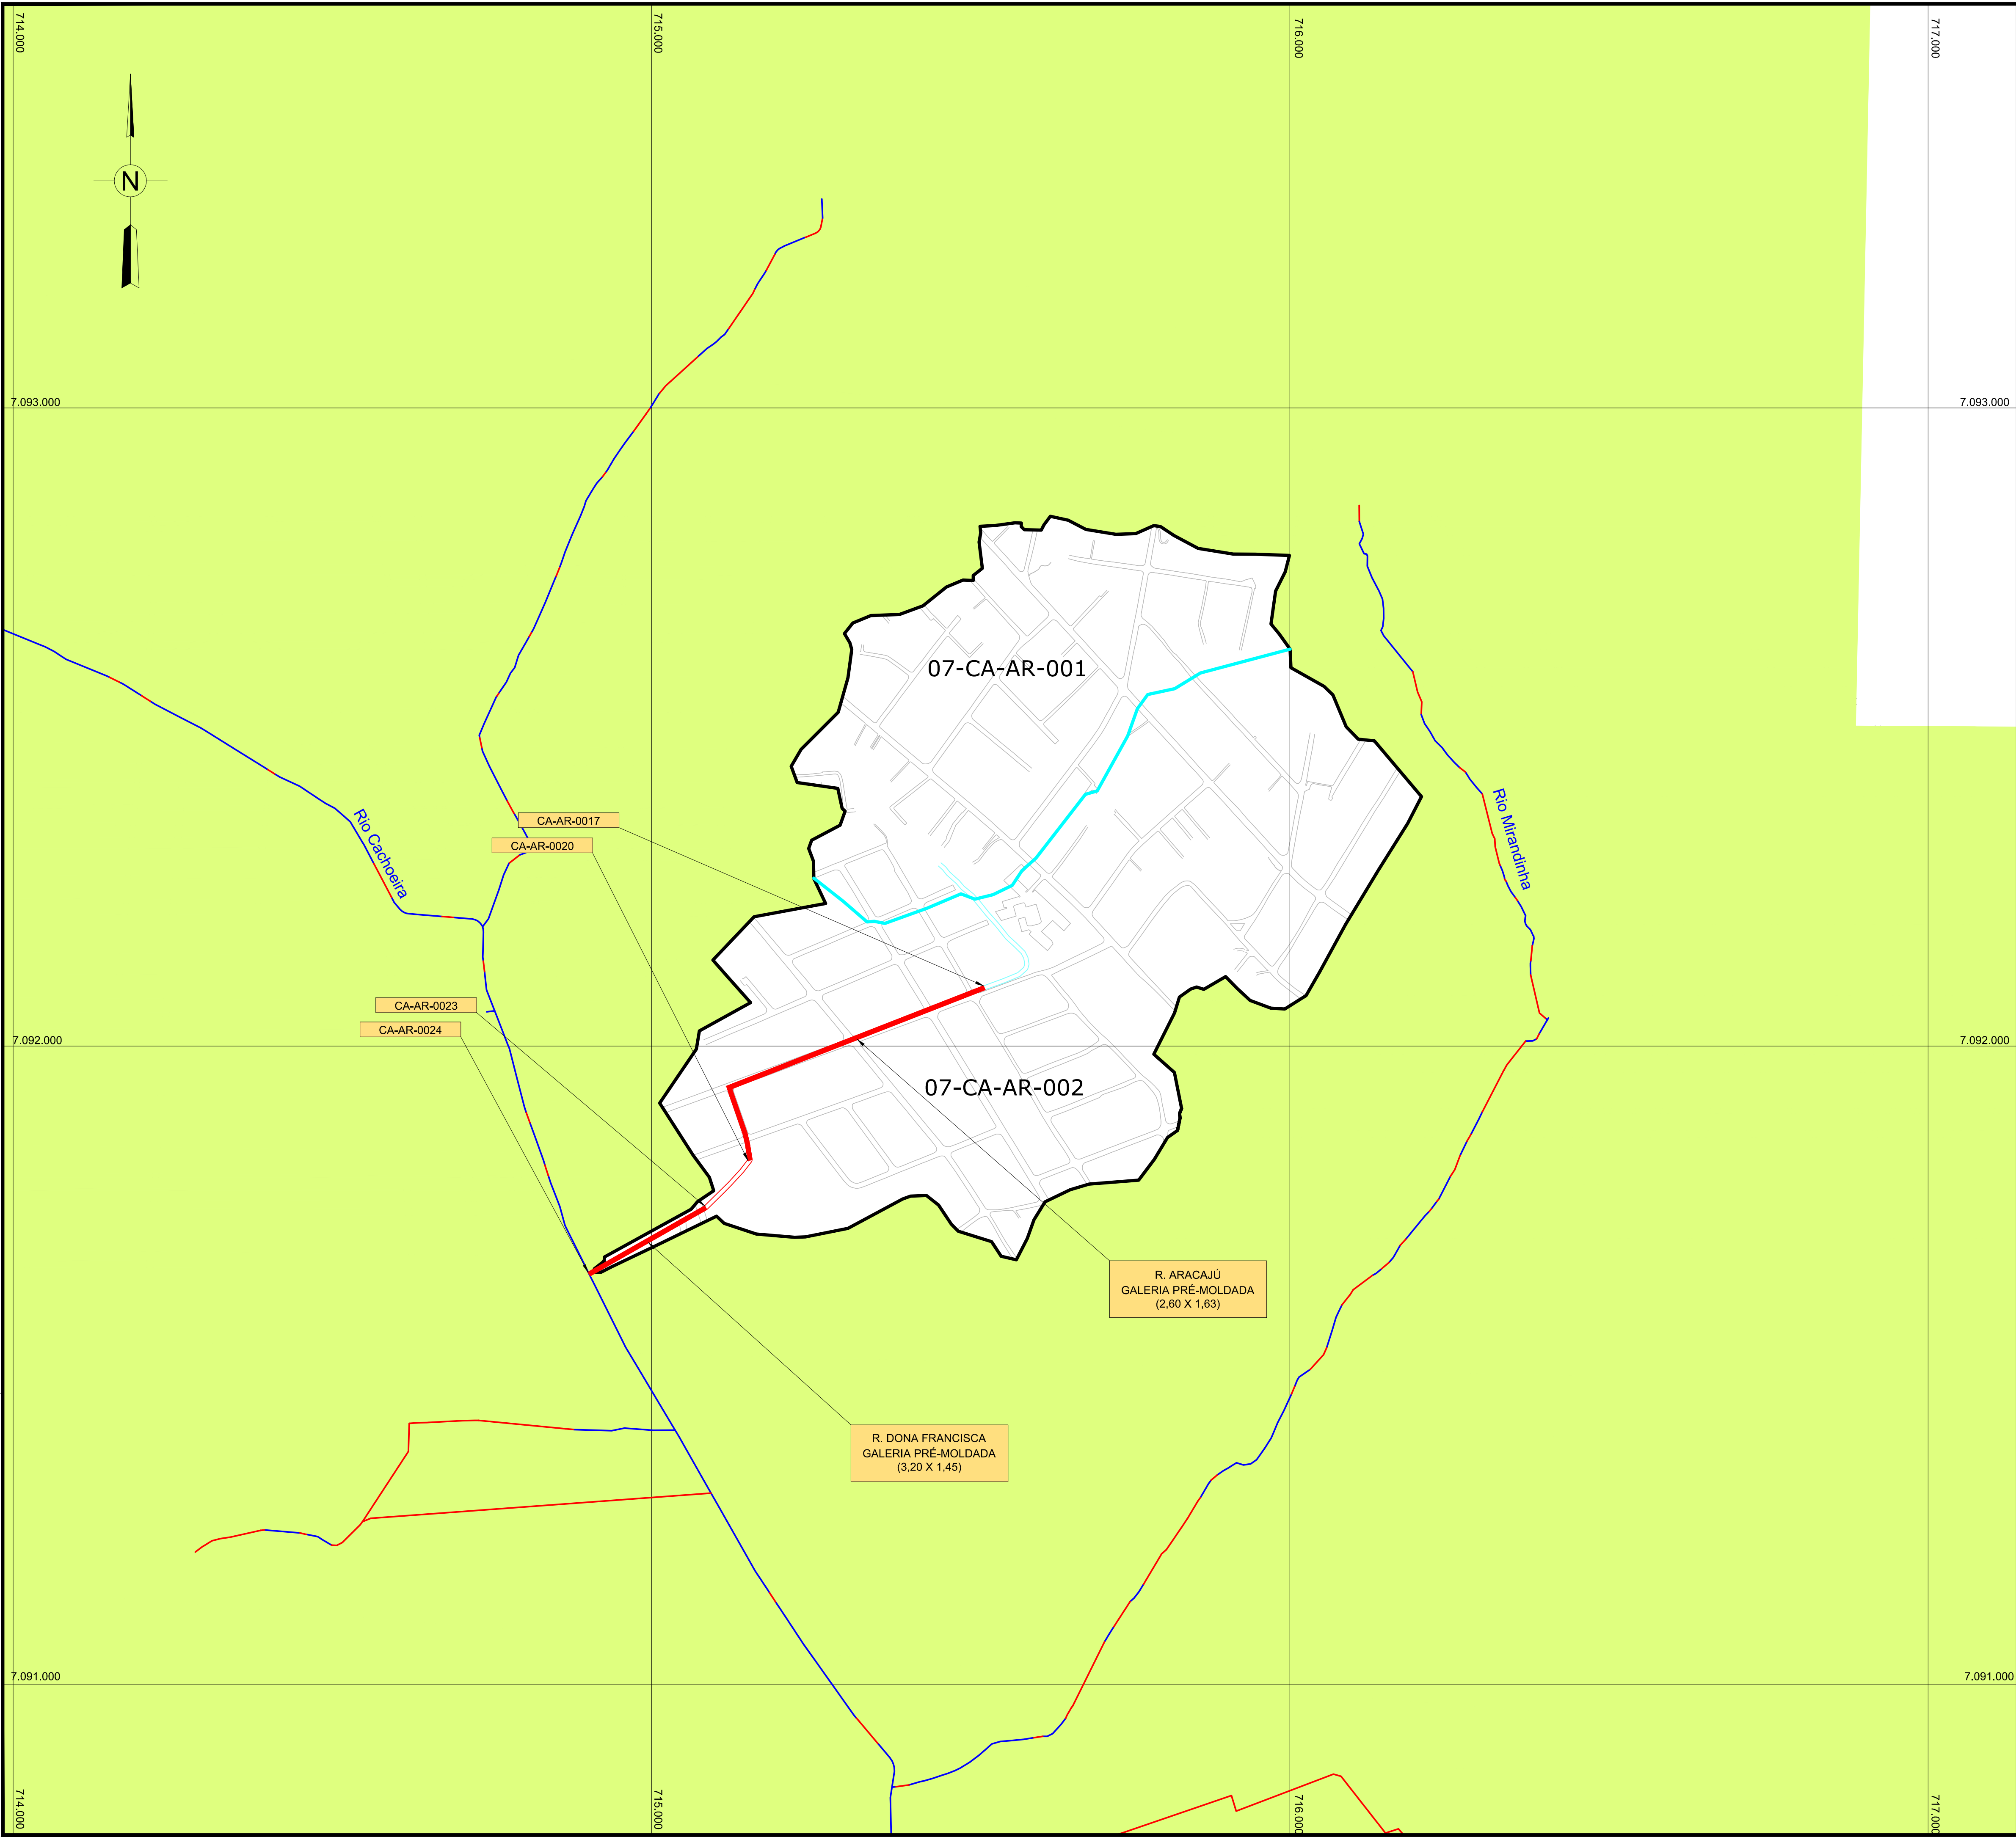 714.000
715.000
716.000
717.000
N
7.093.000
7.093.000
07-CA-AR-001
Rio Cachoeira
CA-AR-0017
CA-AR-0020
Rio Mirandinha
CA-AR-0023
CA-AR-0024
7.092.000
7.092.000
07-CA-AR-002
R. ARACAJÚ
GALERIA PRÉ-MOLDADA
(2,60 X 1,63)
R. DONA FRANCISCA
GALERIA PRÉ-MOLDADA
(3,20 X 1,45)
7.091.000
7.091.000
714.000
715.000
716.000
717.000